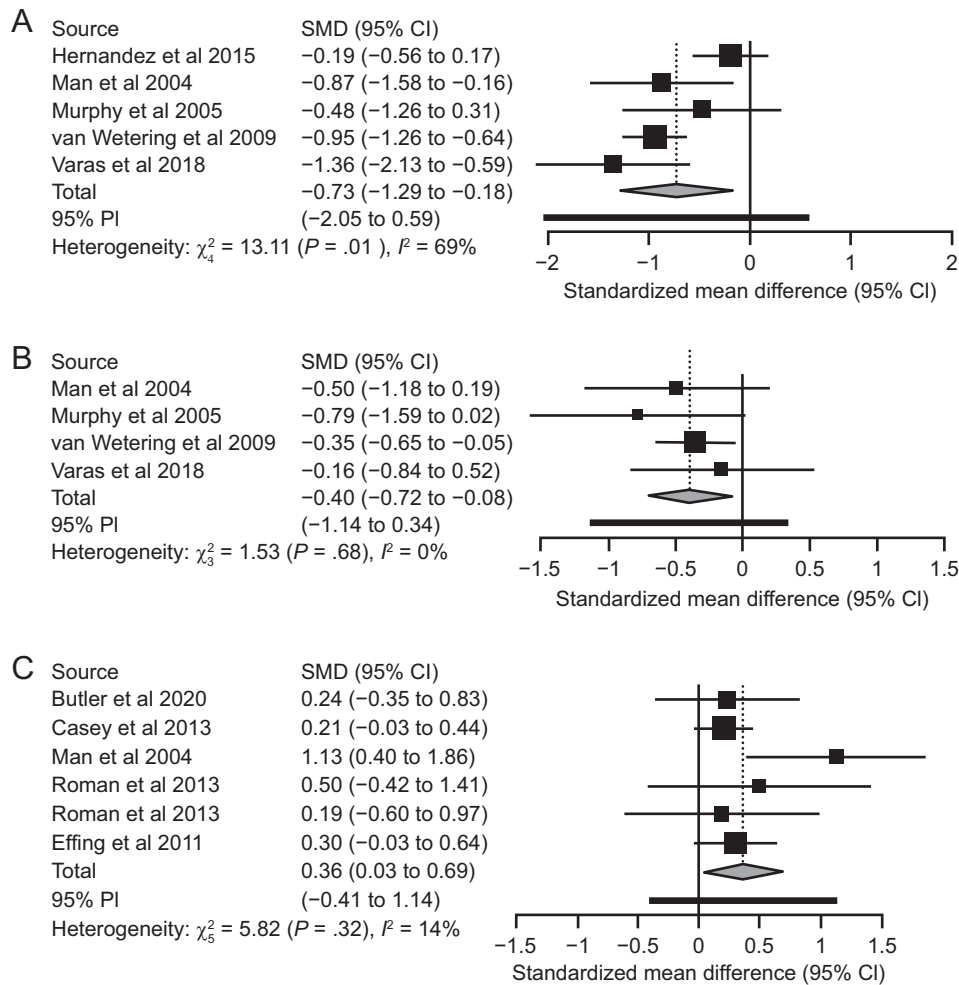 A
Source SMD (95% CI)
Hernandez et al 2015 −0.19 (−0.56 to 0.17)
Man et al 2004 −0.87 (−1.58 to −0.16)
Murphy et al 2005 −0.48 (−1.26 to 0.31)
van Wetering et al 2009 −0.95 (−1.26 to −0.64)
Varas et al 2018 −1.36 (−2.13 to −0.59)
Total −0.73 (−1.29 to −0.18)
95% PI (−2.05 to 0.59)
Heterogeneity: χ²₄ = 13.11 (P = .01 ), I² = 69%
−2 −1 0 1 2
Standardized mean difference (95% CI)
B
Source SMD (95% CI)
Man et al 2004 −0.50 (−1.18 to 0.19)
Murphy et al 2005 −0.79 (−1.59 to 0.02)
van Wetering et al 2009 −0.35 (−0.65 to −0.05)
Varas et al 2018 −0.16 (−0.84 to 0.52)
Total −0.40 (−0.72 to −0.08)
95% PI (−1.14 to 0.34)
Heterogeneity: χ²₃ = 1.53 (P = .68), I² = 0%
−1.5 −1 −0.5 0 0.5 1 1.5
Standardized mean difference (95% CI)
C
Source SMD (95% CI)
Butler et al 2020 0.24 (−0.35 to 0.83)
Casey et al 2013 0.21 (−0.03 to 0.44)
Man et al 2004 1.13 (0.40 to 1.86)
Roman et al 2013 0.50 (−0.42 to 1.41)
Roman et al 2013 0.19 (−0.60 to 0.97)
Effing et al 2011 0.30 (−0.03 to 0.64)
Total 0.36 (0.03 to 0.69)
95% PI (−0.41 to 1.14)
Heterogeneity: χ²₅ = 5.82 (P = .32), I² = 14%
−1.5 −1 −0.5 0 0.5 1 1.5
Standardized mean difference (95% CI)